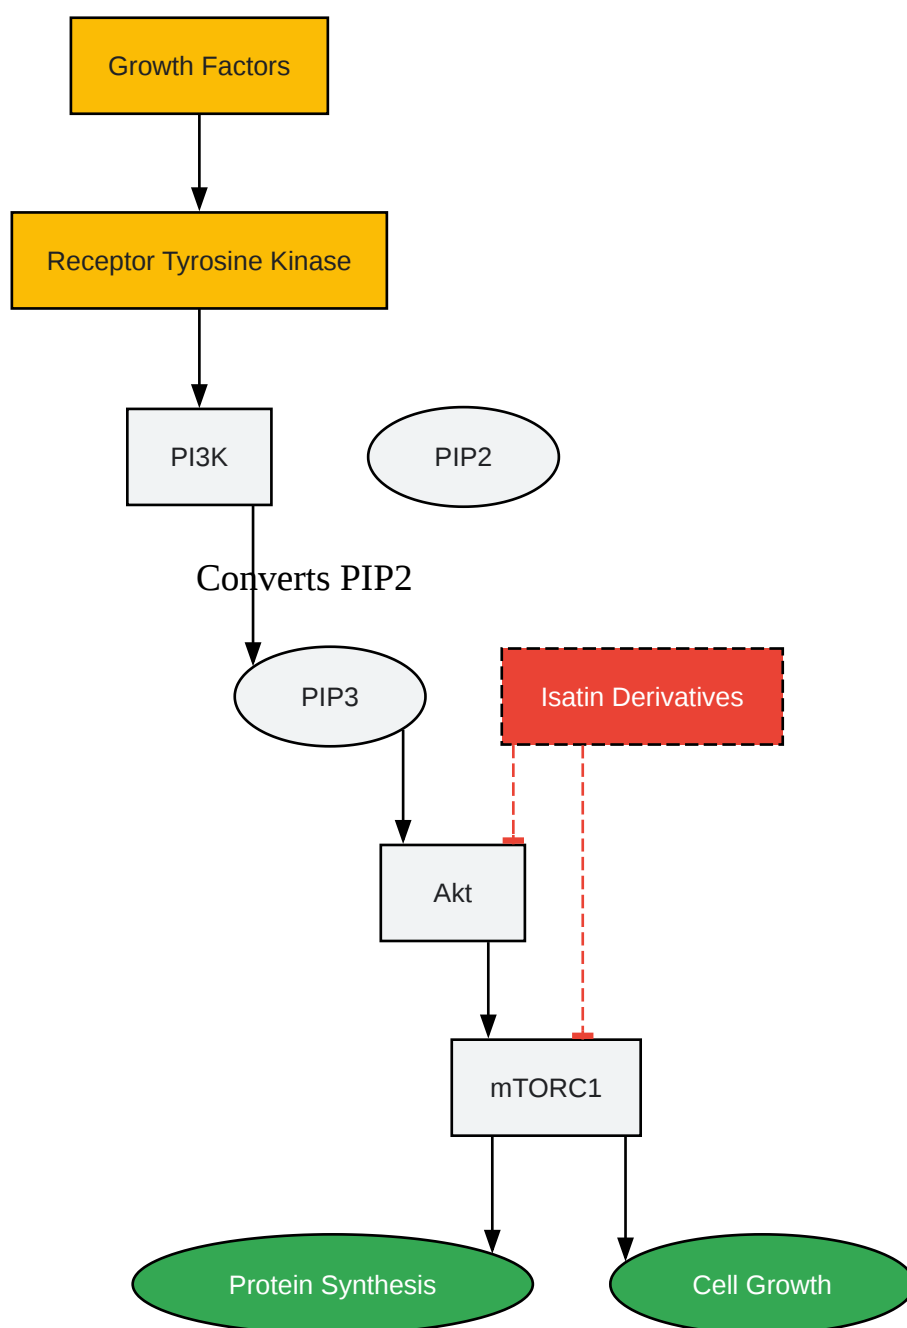 Growth Factors
Receptor Tyrosine Kinase
PI3K
PIP2
Converts PIP2
PIP3
Isatin Derivatives
Akt
mTORC1
Protein Synthesis
Cell Growth